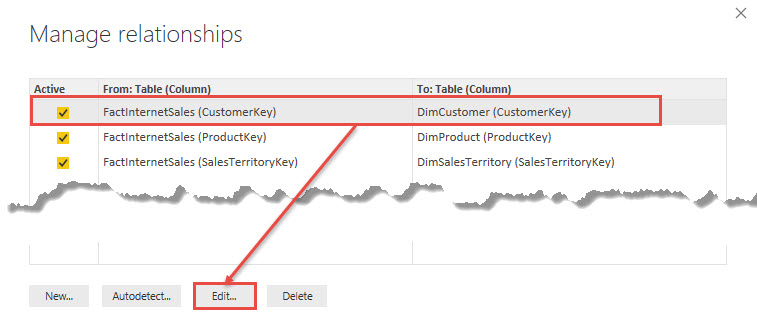 Manage relationships
Active From: Table (Column) To: Table (Column)
FactInternetSales (CustomerKey) DimCustomer (CustomerKey)
FactInternetSales (ProductKey) DimProduct (ProductKey)
FactInternetSales (SalesTerritoryKey) DimSalesTerritory (SalesTerritoryKey)
New... Autodetect... Edit... Delete